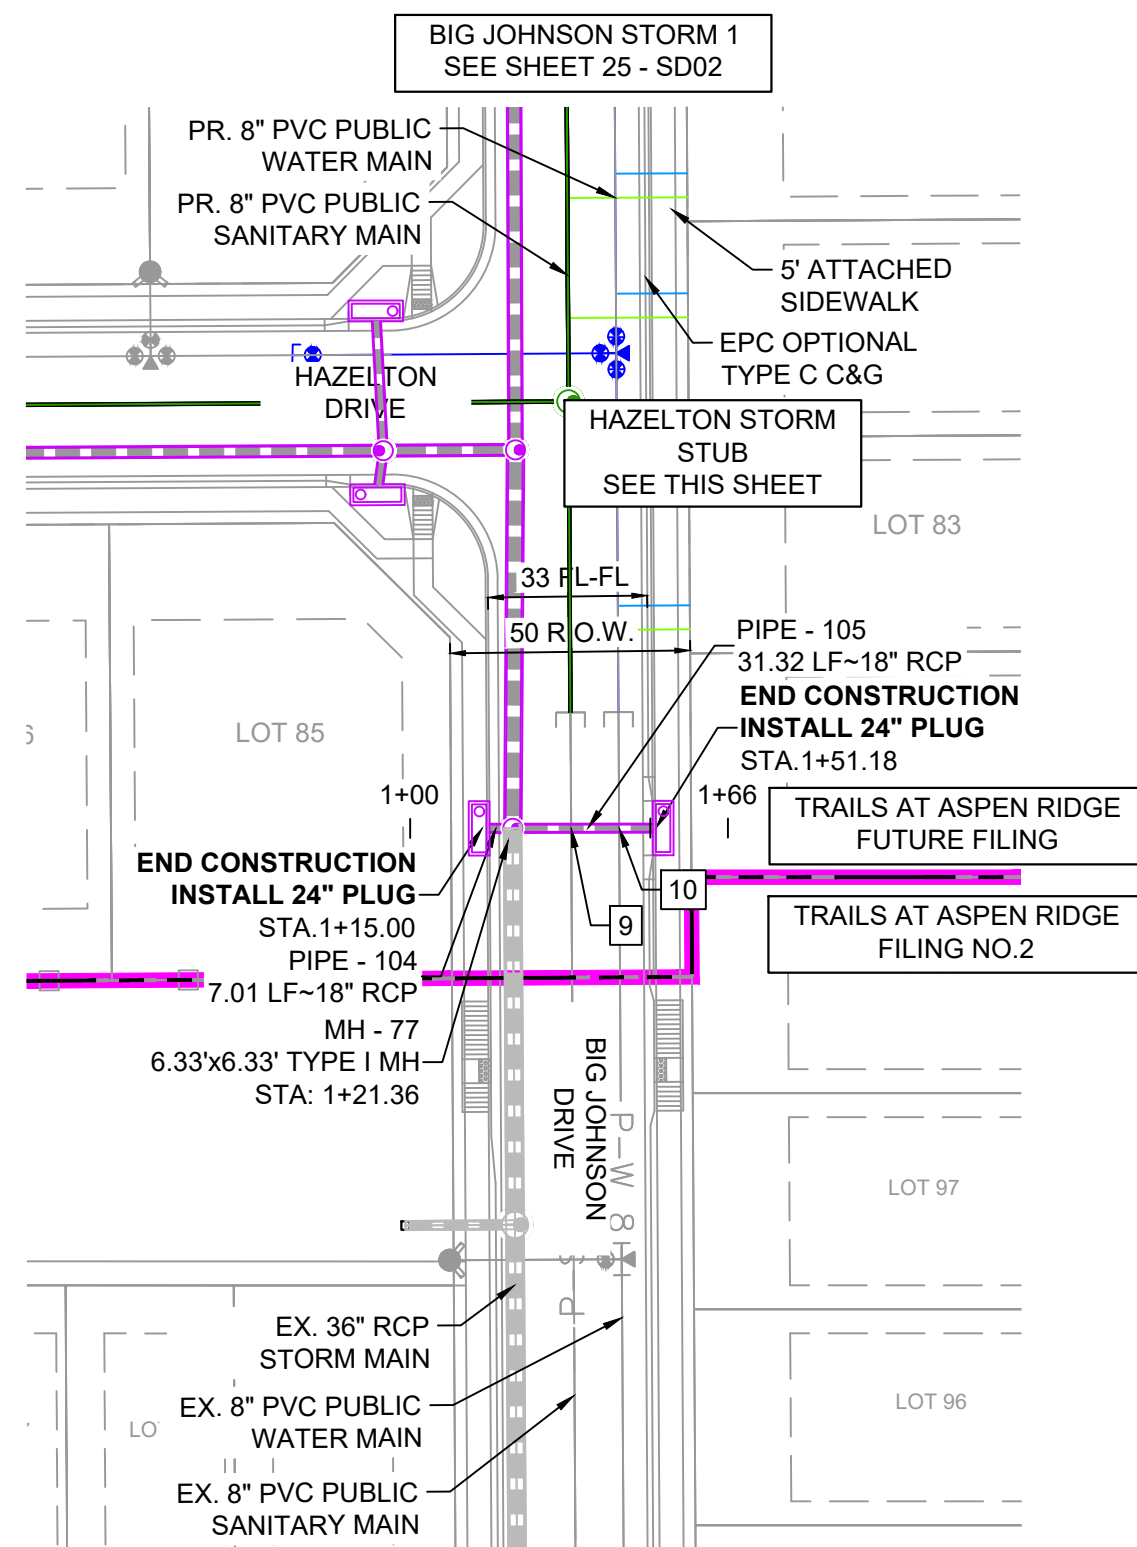 BIG JOHNSON STORM 1
SEE SHEET 25 - SD02
PR. 8" PVC PUBLIC
WATER MAIN
PR. 8" PVC PUBLIC
SANITARY MAIN
5' ATTACHED
SIDEWALK
EPC OPTIONAL
TYPE C C&G
HAZELTON
DRIVE
HAZELTON STORM
STUB
SEE THIS SHEET
LOT 83
33 FL-FL
50 R.O.W.
PIPE - 105
31.32 LF~18" RCP
END CONSTRUCTION
INSTALL 24" PLUG
STA.1+51.18
LOT 85
1+00
1+66
TRAILS AT ASPEN RIDGE
FUTURE FILING
END CONSTRUCTION
INSTALL 24" PLUG
STA.1+15.00
10
9
TRAILS AT ASPEN RIDGE
FILING NO.2
PIPE - 104
7.01 LF~18" RCP
MH - 77
6.33'x6.33' TYPE I MH
STA: 1+21.36
BIG JOHNSON
DRIVE
P-W 8
LOT 97
P S
EX. 36" RCP
STORM MAIN
EX. 8" PVC PUBLIC
WATER MAIN
LOT 96
LO
EX. 8" PVC PUBLIC
SANITARY MAIN